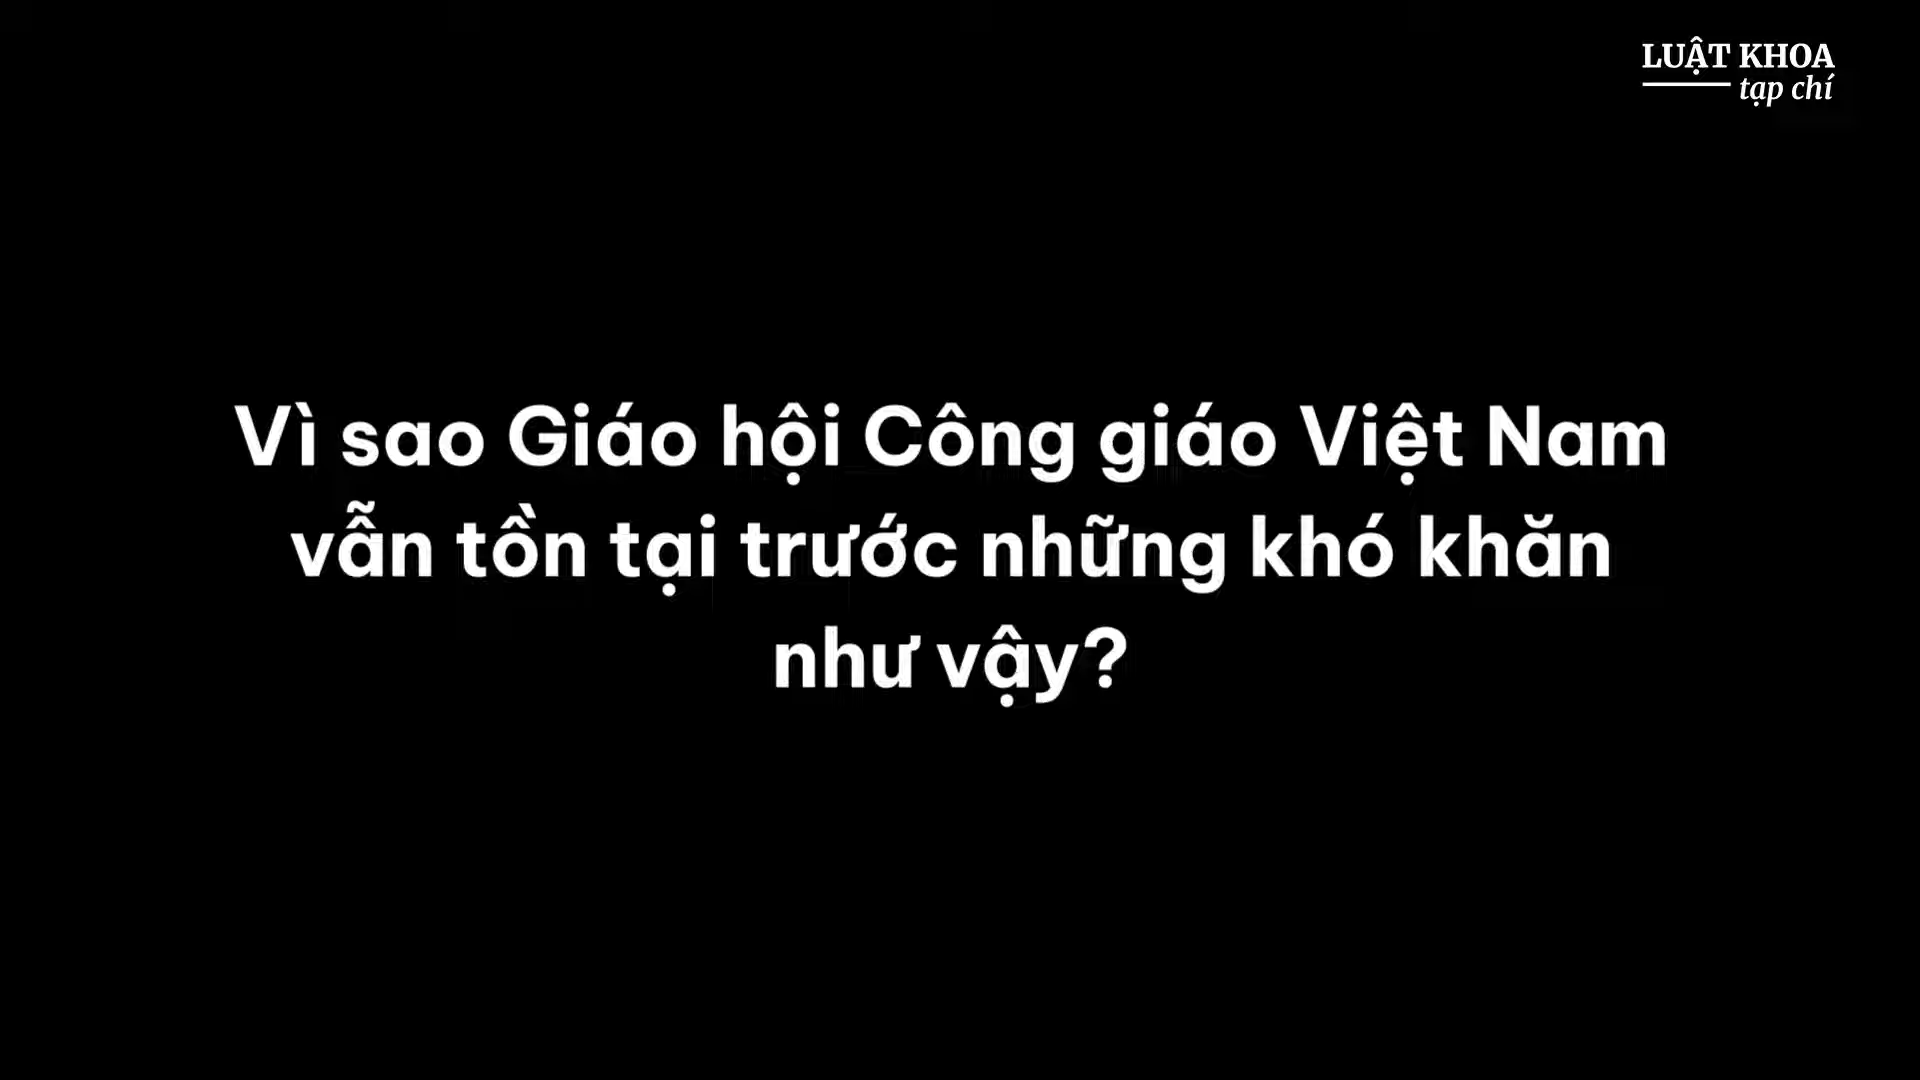 LUẬT KHOA
tạp chí
Vì sao Giáo hội Công giáo Việt Nam
vẫn tồn tại trước những khó khăn
như vậy?